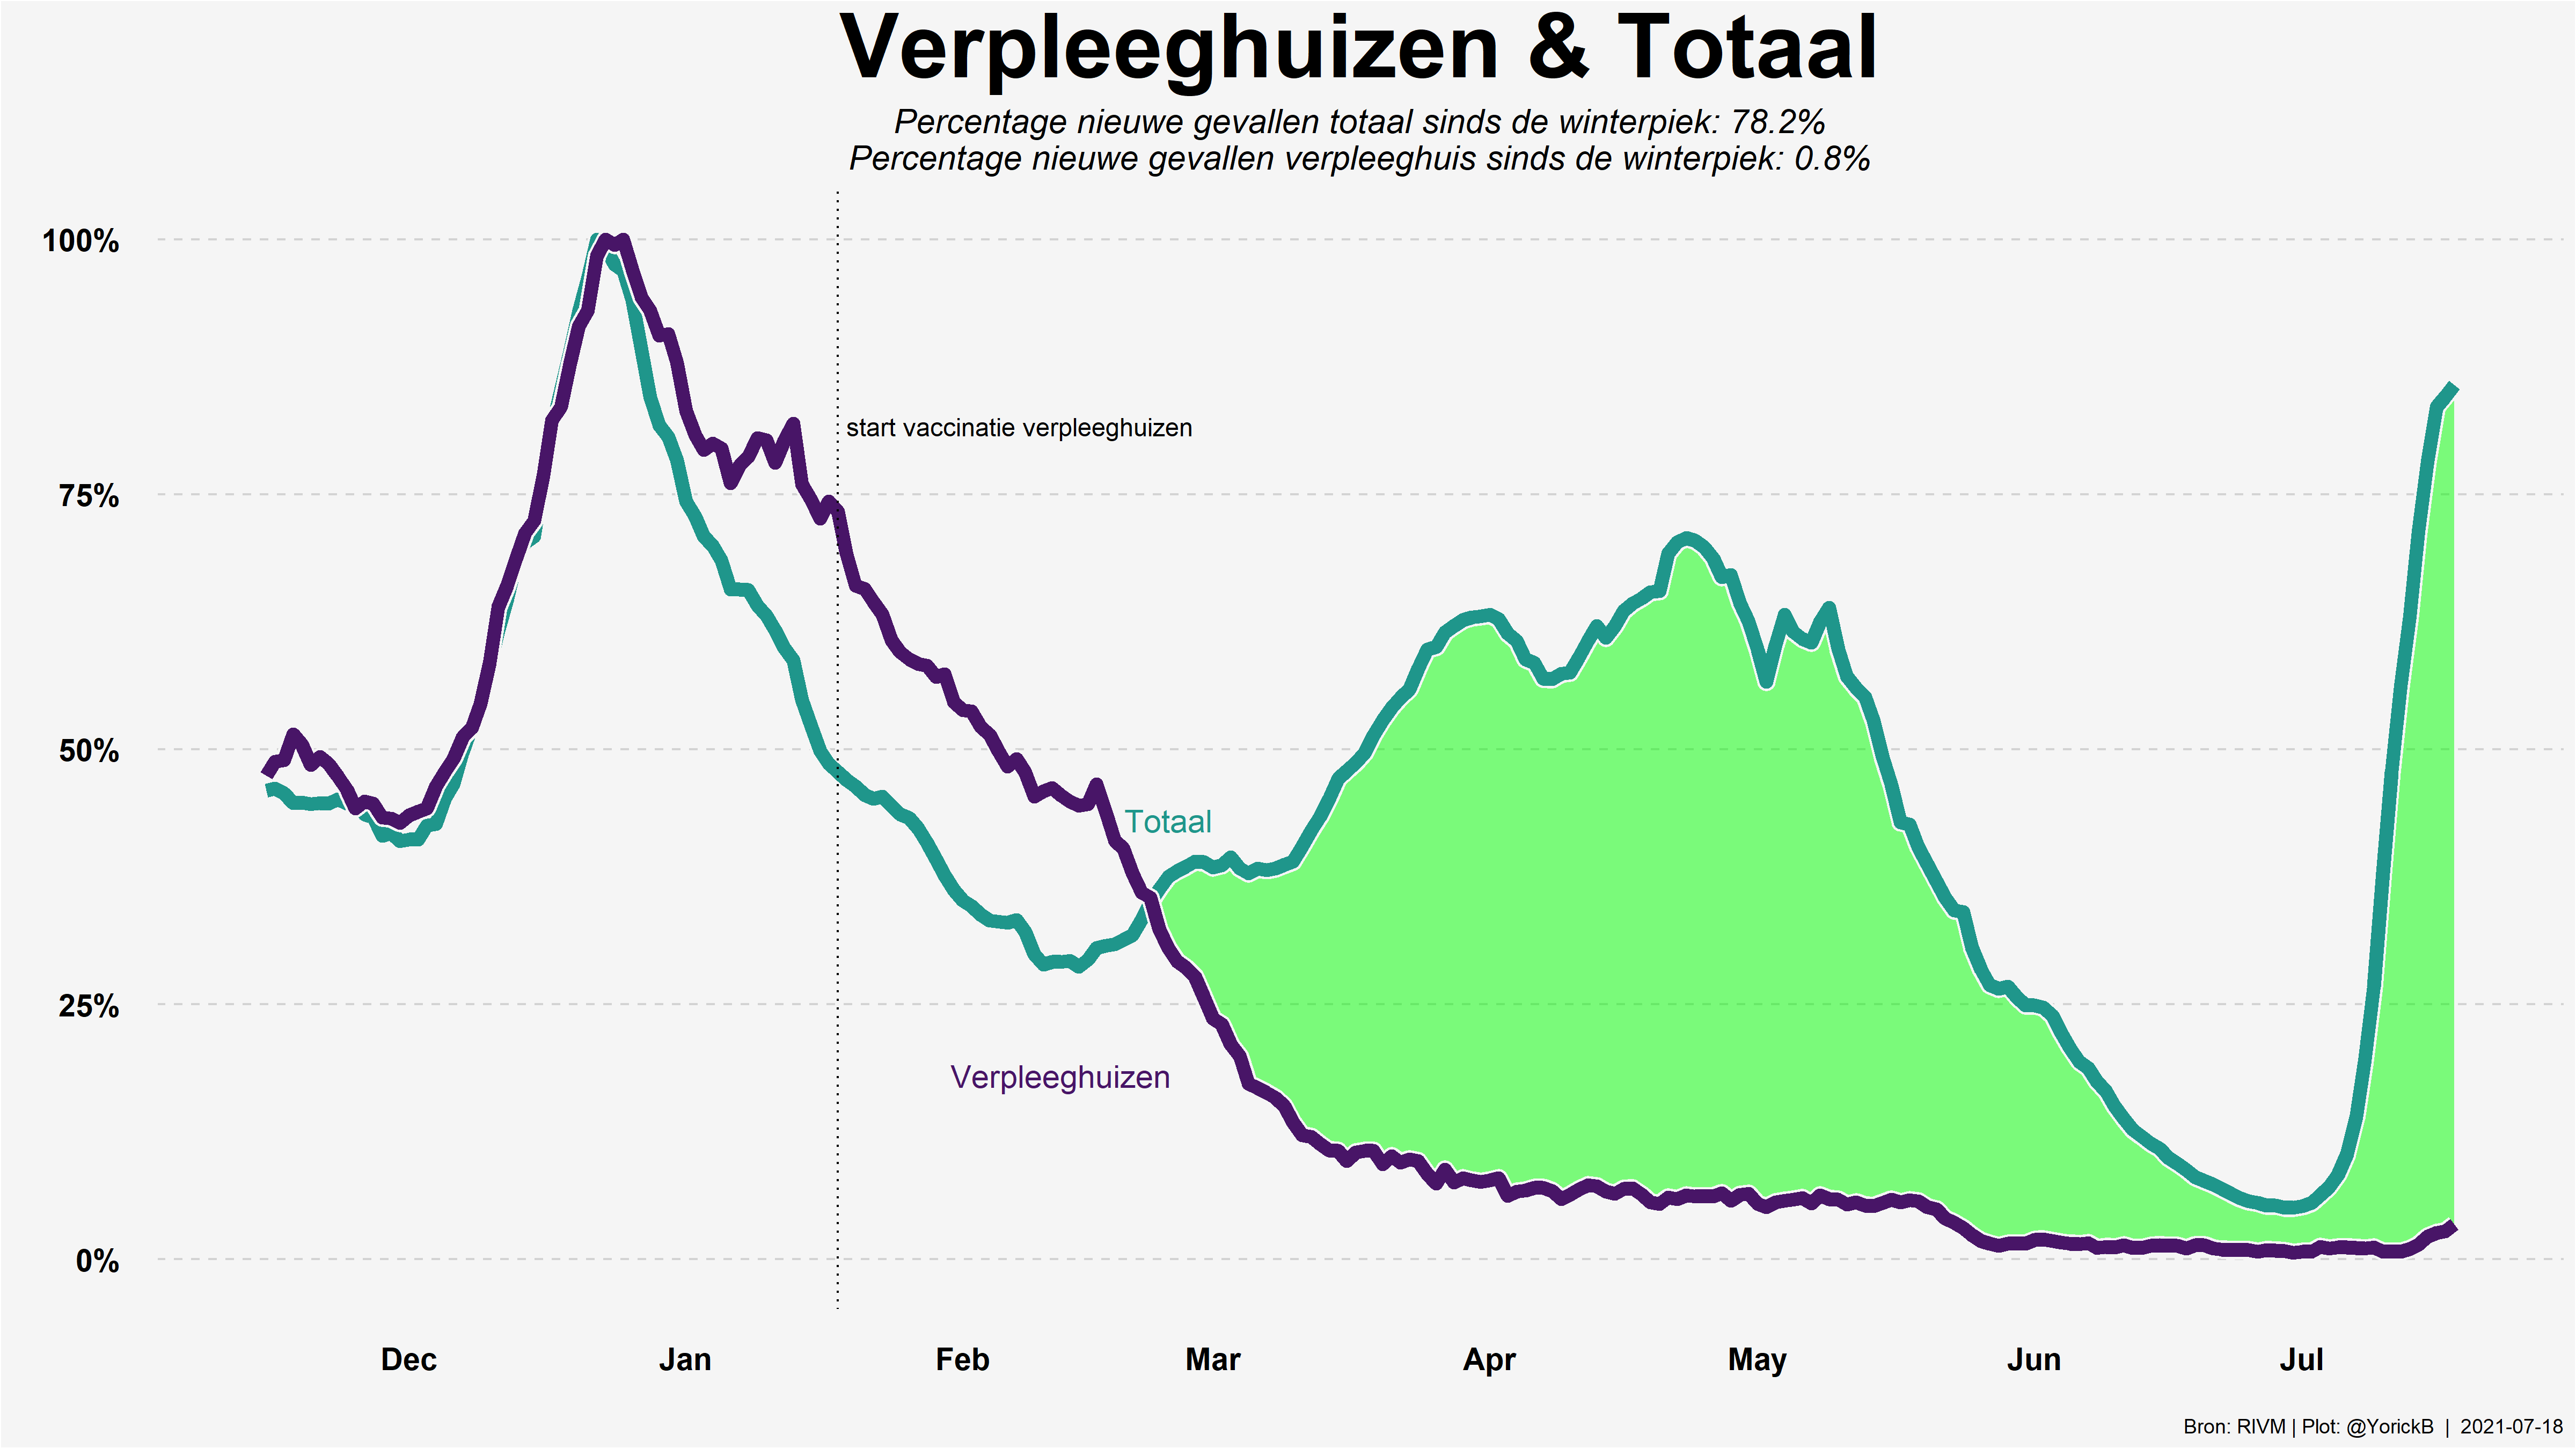 Verpleeghuizen & Totaal
Percentage nieuwe gevallen totaal sinds de winterpiek: 78.2%
Percentage nieuwe gevallen verpleeghuis sinds de winterpiek: 0.8%
100%
start vaccinatie verpleeghuizen
75%
50%
Totaal
25%
Verpleeghuizen
0%
Dec Jan Feb Mar Apr May Jun Jul
Bron: RIVM | Plot: @YorickB | 2021-07-18